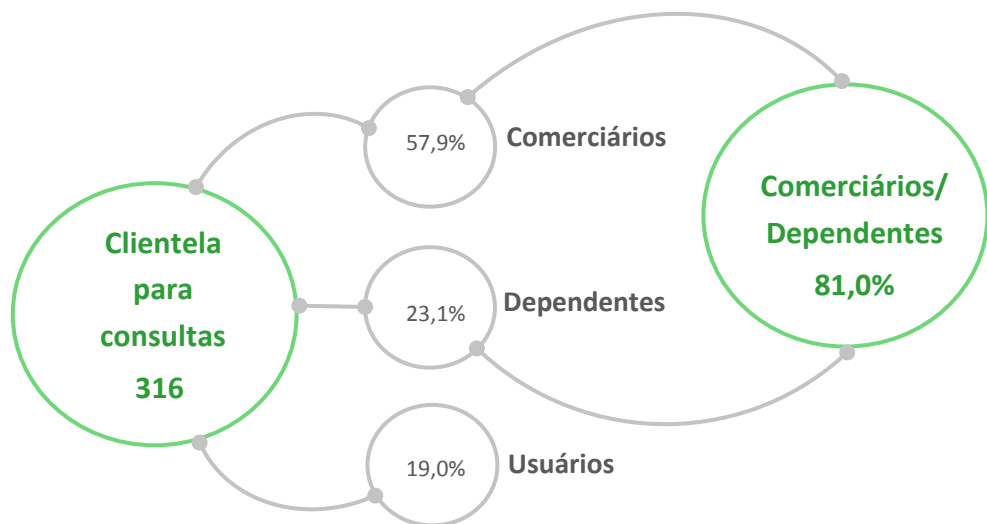 Clientela
para
consultas
316
57,9%
Comerciários
23,1%
Dependentes
19,0%
Usuários
Comerciários/
Dependentes
81,0%